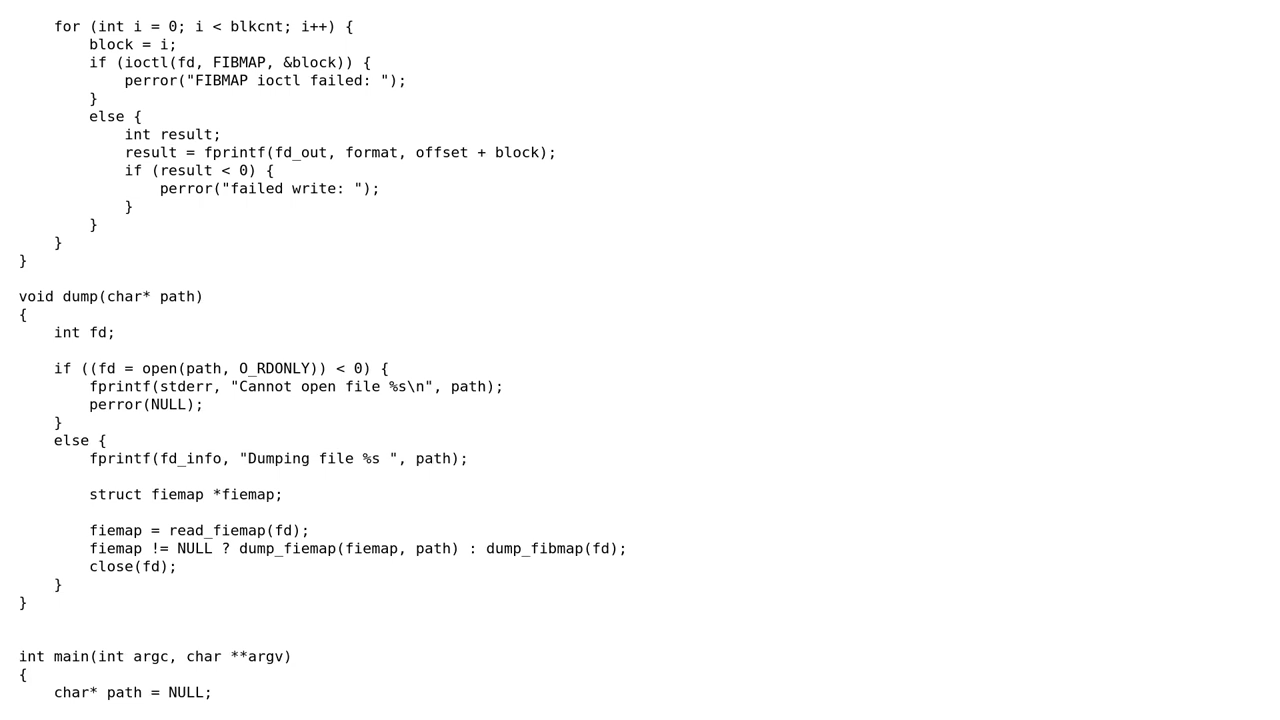 for (int i = 0; i < blkcnt; i++) {
        block = i;
        if (ioctl(fd, FIBMAP, &block)) {
            perror("FIBMAP ioctl failed: ");
        }
        else {
            int result;
            result = fprintf(fd_out, format, offset + block);
            if (result < 0) {
                perror("failed write: ");
            }
        }
    }
}

void dump(char* path)
{
    int fd;

    if ((fd = open(path, O_RDONLY)) < 0) {
        fprintf(stderr, "Cannot open file %s\n", path);
        perror(NULL);
    }
    else {
        fprintf(fd_info, "Dumping file %s ", path);

        struct fiemap *fiemap;

        fiemap = read_fiemap(fd);
        fiemap != NULL ? dump_fiemap(fiemap, path) : dump_fibmap(fd);
        close(fd);
    }
}


int main(int argc, char **argv)
{
    char* path = NULL;